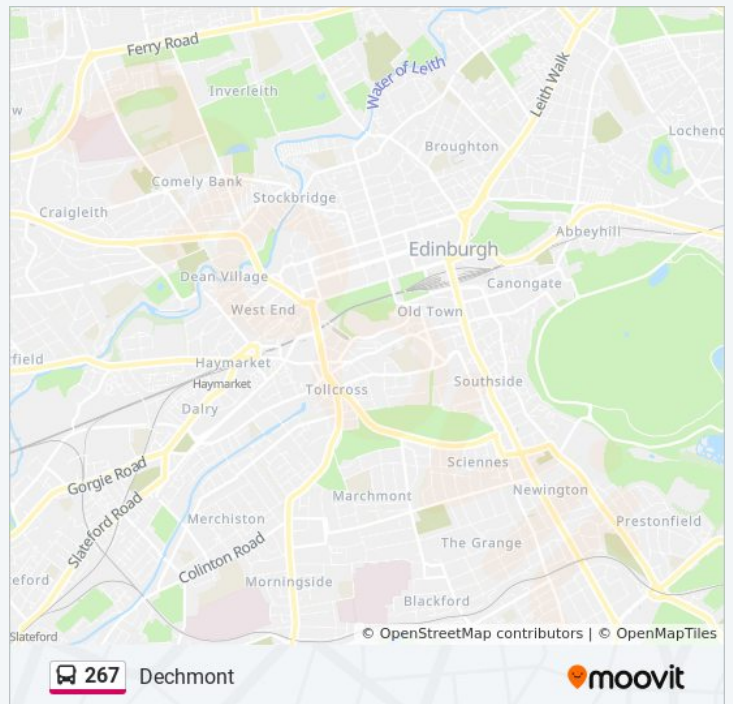 Ferry Road
Water of Leith
Leith Walk
Inverleith
w
Lochend
Broughton
Comely Bank
Stockbridge
Craigleith
Abbeyhill
Edinburgh
Dean Village
Canongate
West End
Old Town
rfield
Haymarket
Haymarket
Southside
Tollcross
Dalry
Gorgie Road
Sciennes
Newington
Slateford Road
Marchmont
Merchiston
Prestonfield
Colinton Road
The Grange
eford
Morningside
Blackford
Slateford
© OpenStreetMap contributors | © OpenMapTiles
267 Dechmont
moovit